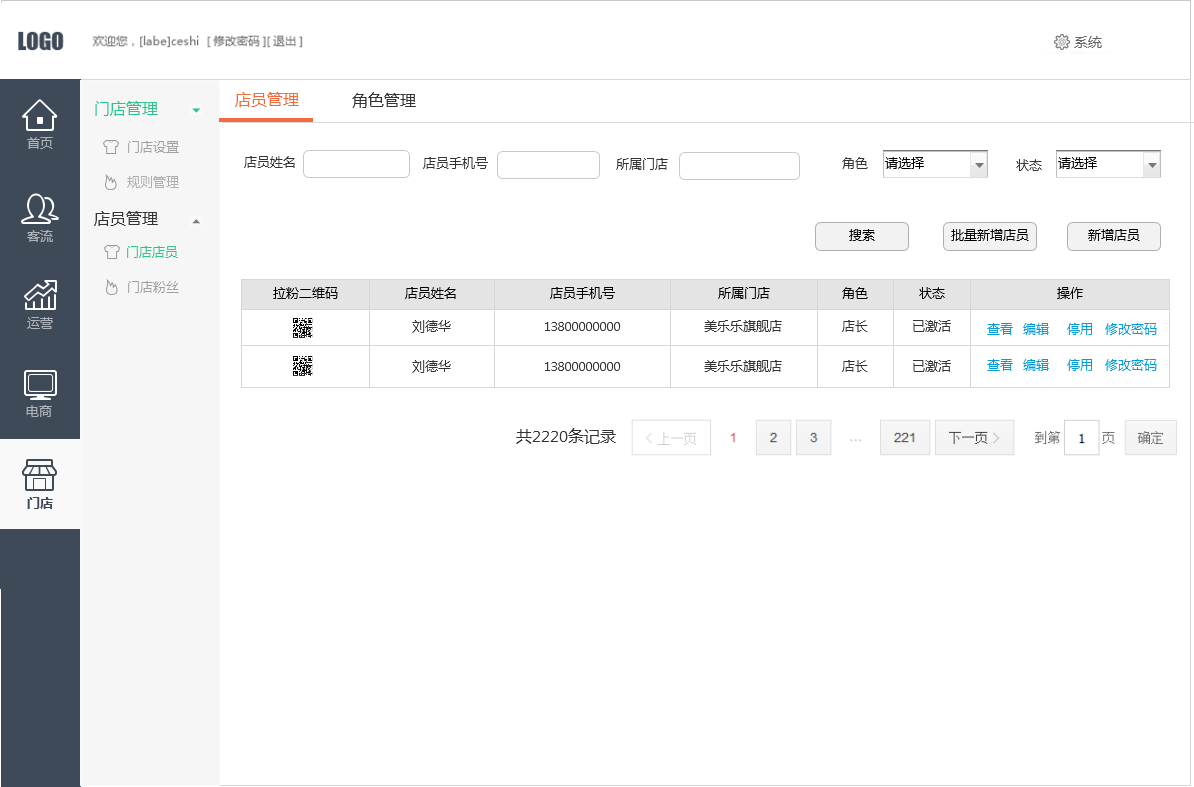 LOGO 欢迎您，[labe]ceshi [ 修改密码 ][ 退出 ] 系统
首页
客流
运营
电商
门店
门店管理
门店设置
规则管理
店员管理
门店店员
门店粉丝
店员管理 角色管理
店员姓名 店员手机号 所属门店 角色 请选择 状态 请选择
搜索 批量新增店员 新增店员
拉粉二维码 店员姓名 店员手机号 所属门店 角色 状态 操作
刘德华 13800000000 美乐乐旗舰店 店长 已激活 查看 编辑 停用 修改密码
刘德华 13800000000 美乐乐旗舰店 店长 已激活 查看 编辑 停用 修改密码
共2220条记录 上一页 1 2 3 ... 221 下一页 到第 1 页 确定